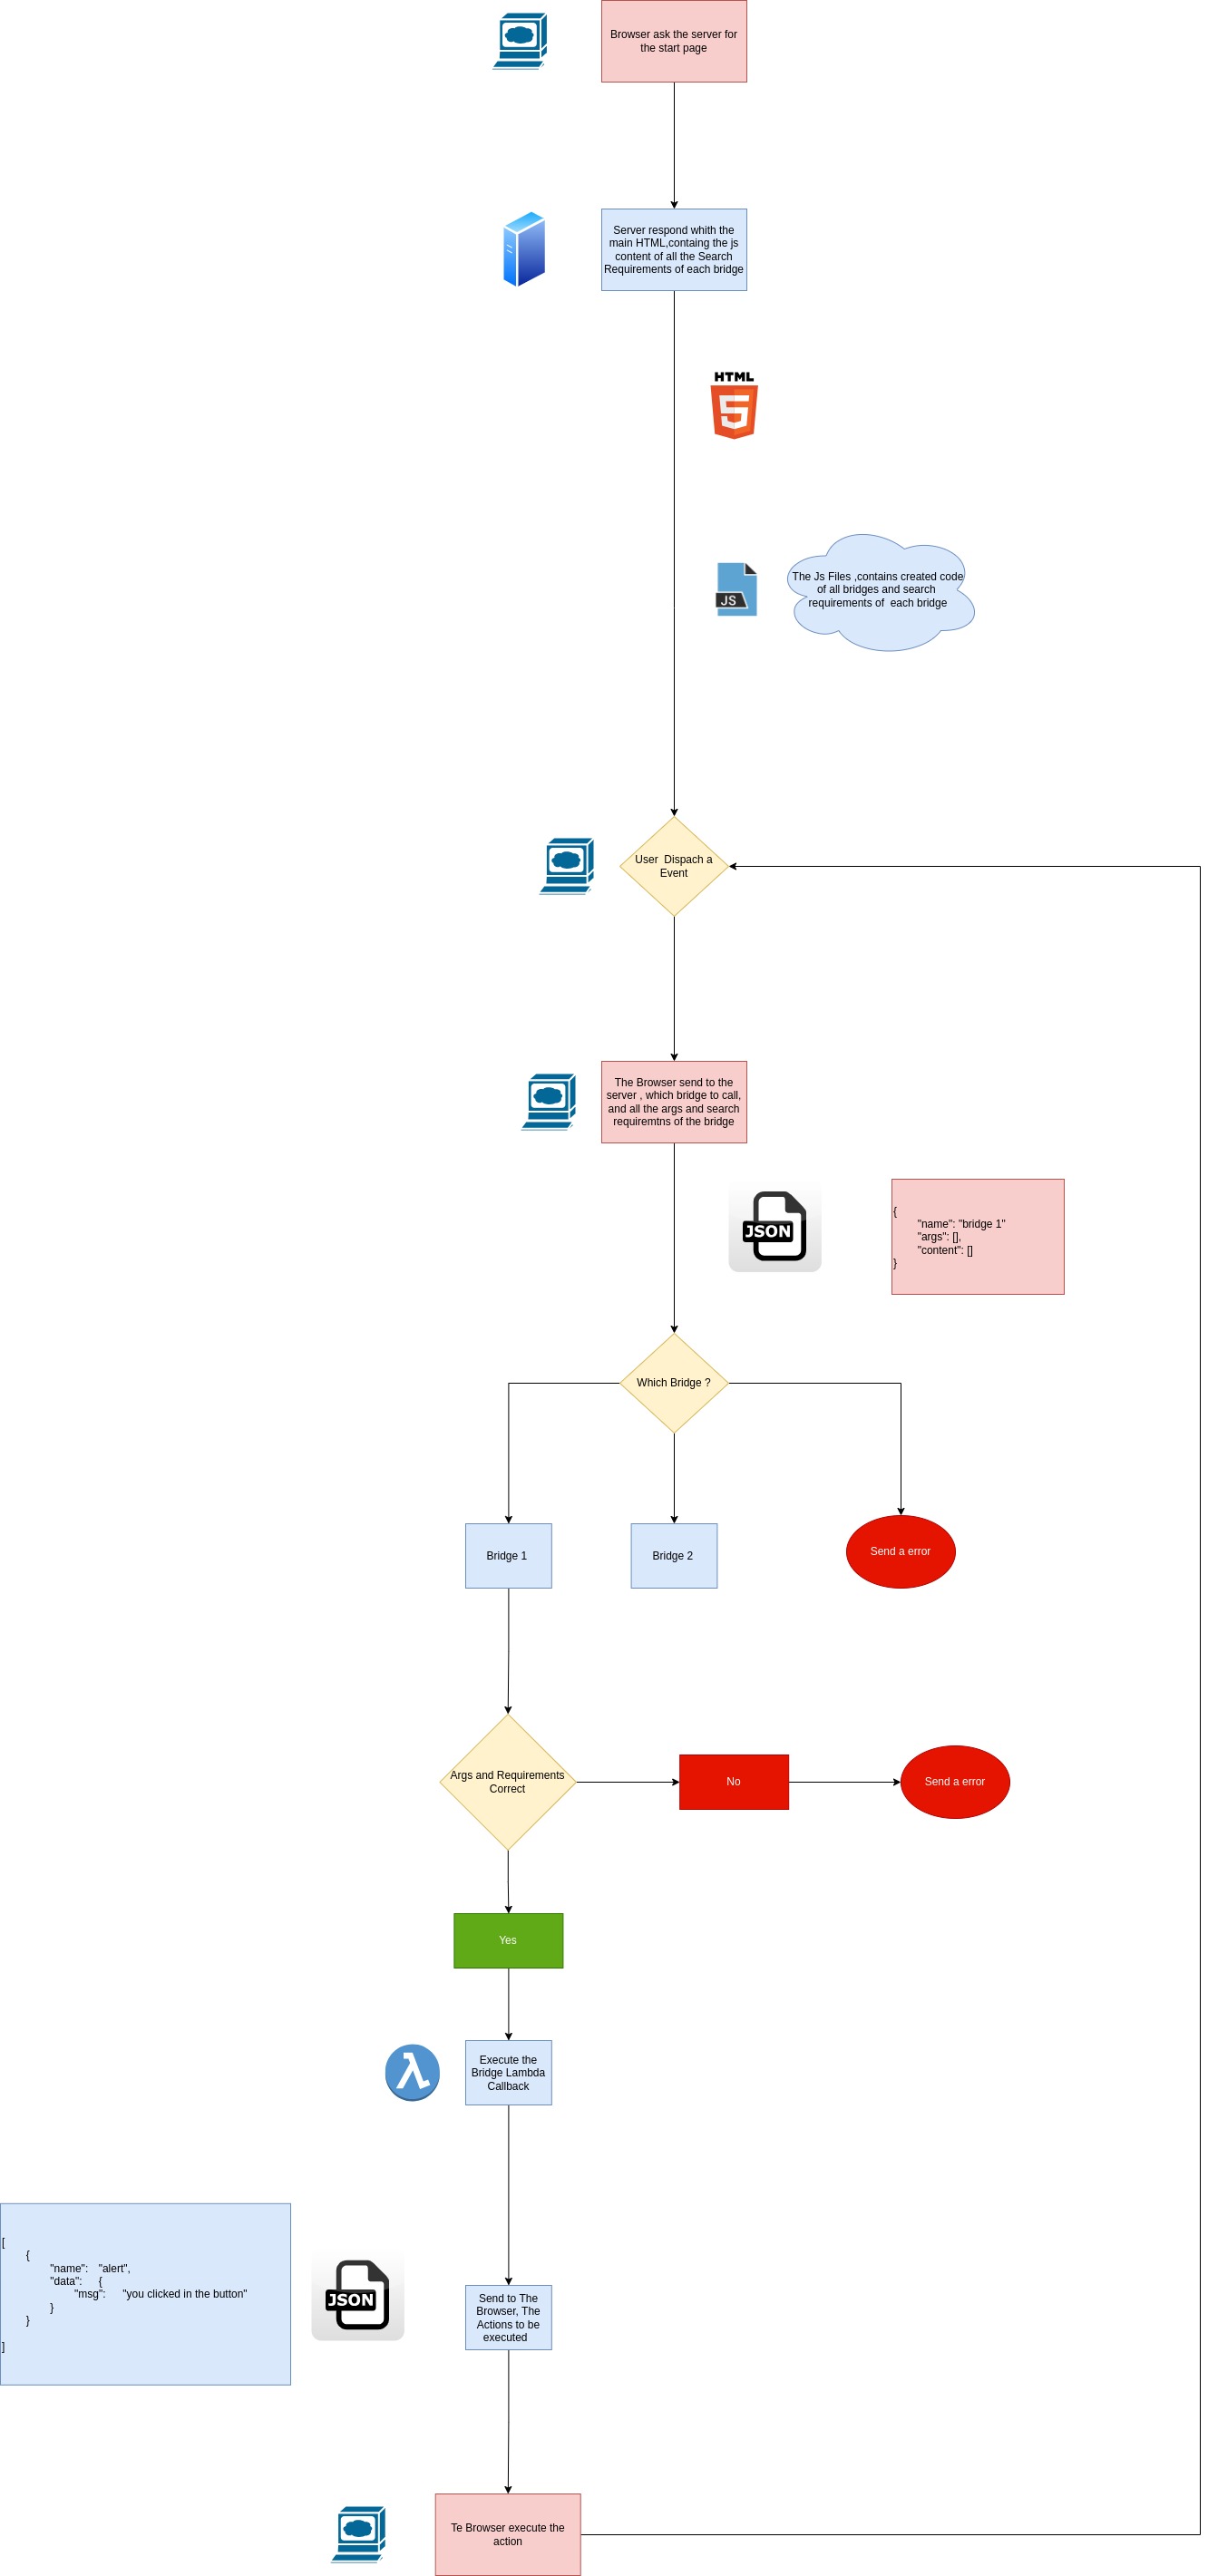 Browser ask the server for
the start page
Server respond whith the
main HTML,containg the js
content of all the Search
Requirements of each bridge
HTML
5
The Js Files ,contains created code
of all bridges and search
requirements of  each bridge
JS
User  Dispach a
Event
The Browser send to the
server , which bridge to call,
and all the args and search
requiremtns of the bridge
JSON
{
"name": "bridge 1"
"args": [],
"content": []
}
Which Bridge ?
Bridge 1
Bridge 2
Send a error
Args and Requirements
Correct
No
Send a error
Yes
λ
Execute the
Bridge Lambda
Callback
[
{
"name": "alert",
"data": {
"msg": "you clicked in the button"
}
}
]
JSON
Send to The
Browser, The
Actions to be
executed
Te Browser execute the
action